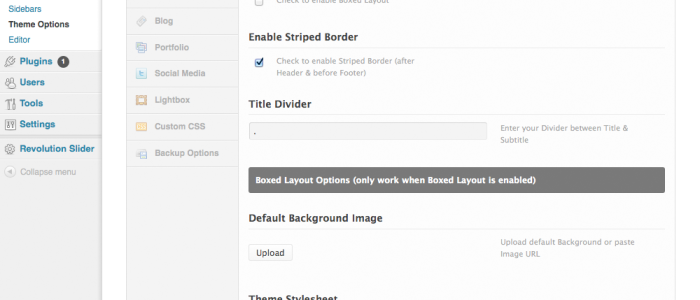 Sidebars
Theme Options
Editor
Plugins 1
Users
Tools
Settings
Revolution Slider
Collapse menu
Blog
Portfolio
Social Media
Lightbox
Custom CSS
Backup Options
Check to enable Boxed Layout
Enable Striped Border
Check to enable Striped Border (after
Header & before Footer)
Title Divider
.
Enter your Divider between Title &
Subtitle
Boxed Layout Options (only work when Boxed Layout is enabled)
Default Background Image
Upload
Upload default Background or paste
Image URL
Theme Stylesheet